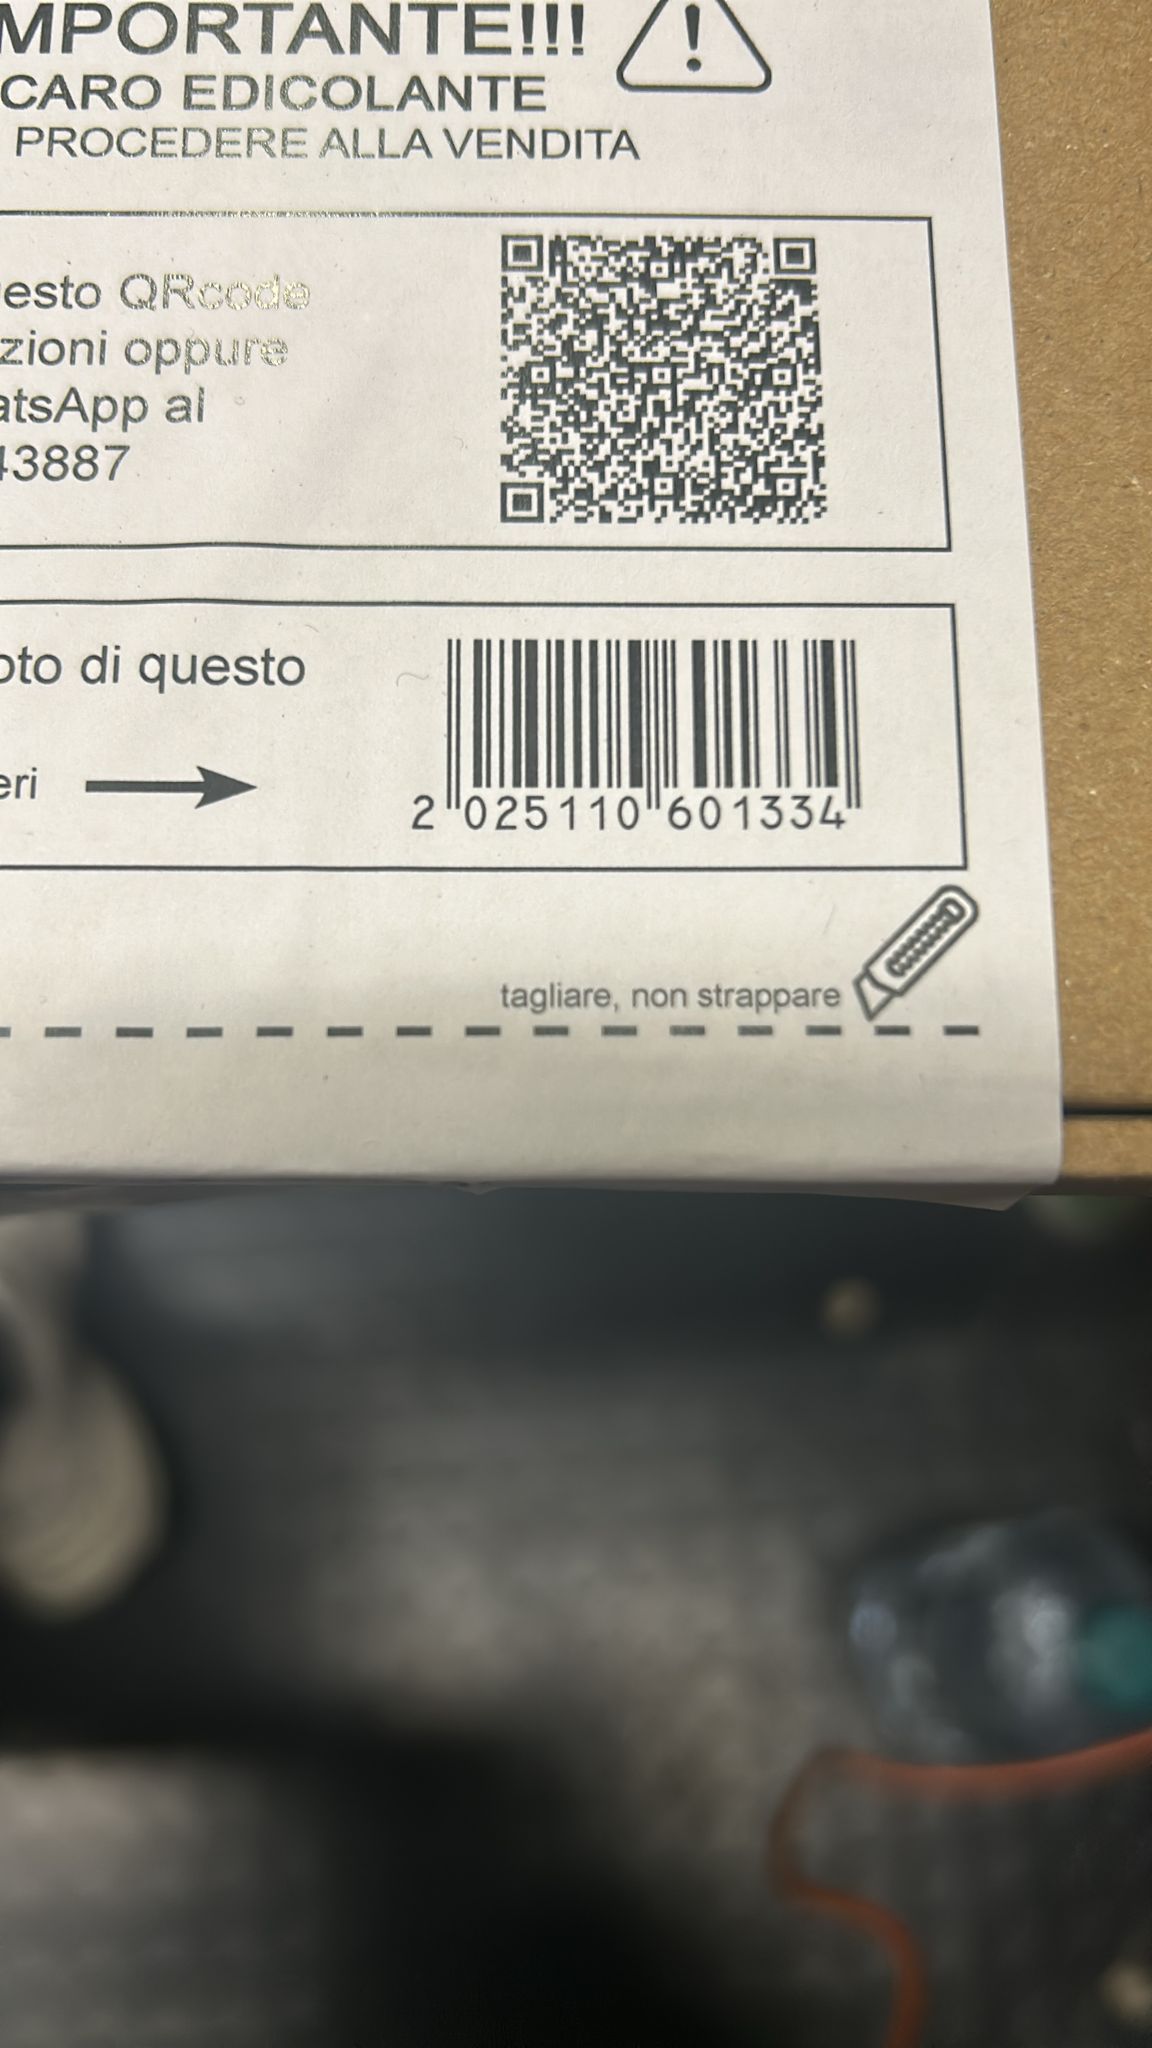 MPORTANTE!!!
CARO EDICOLANTE
PROCEDERE ALLA VENDITA
esto QRcode
zioni oppure
atsApp al
43887
oto di questo
eri
2 025110 601334
tagliare, non strappare